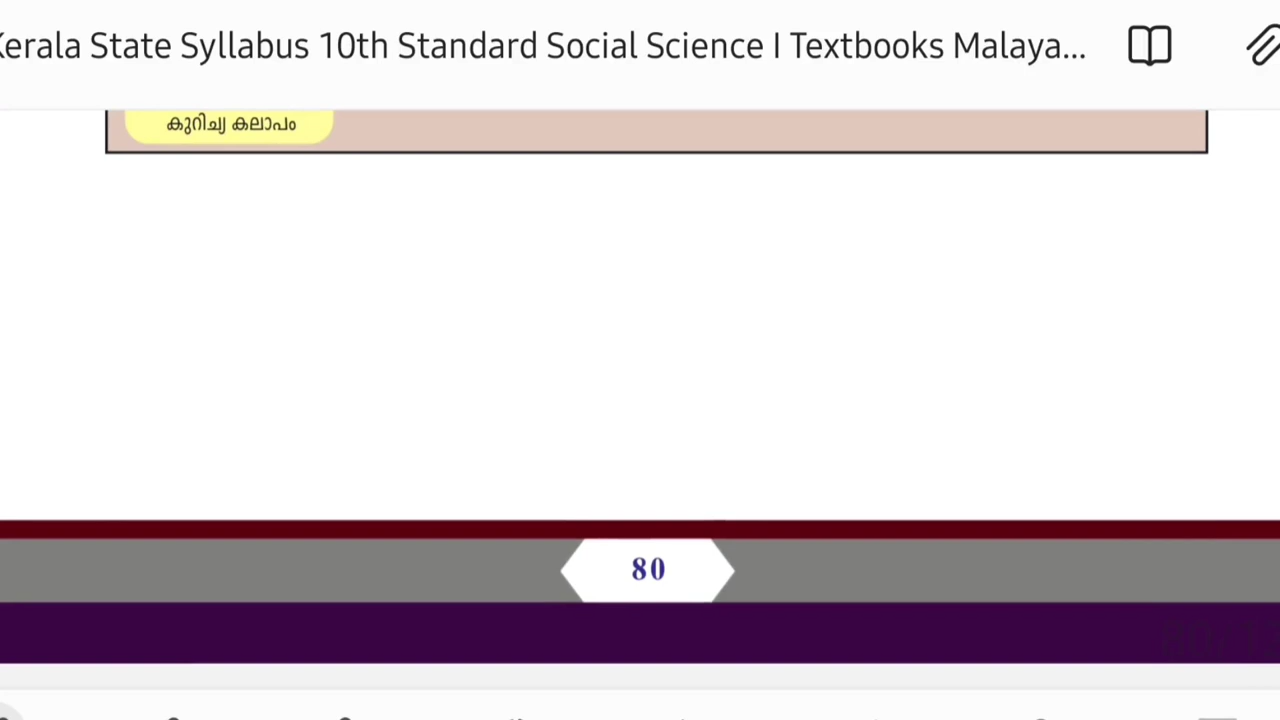 Kerala State Syllabus 10th Standard Social Science I Textbooks Malaya...
കുറിച്യ കലാപം
80